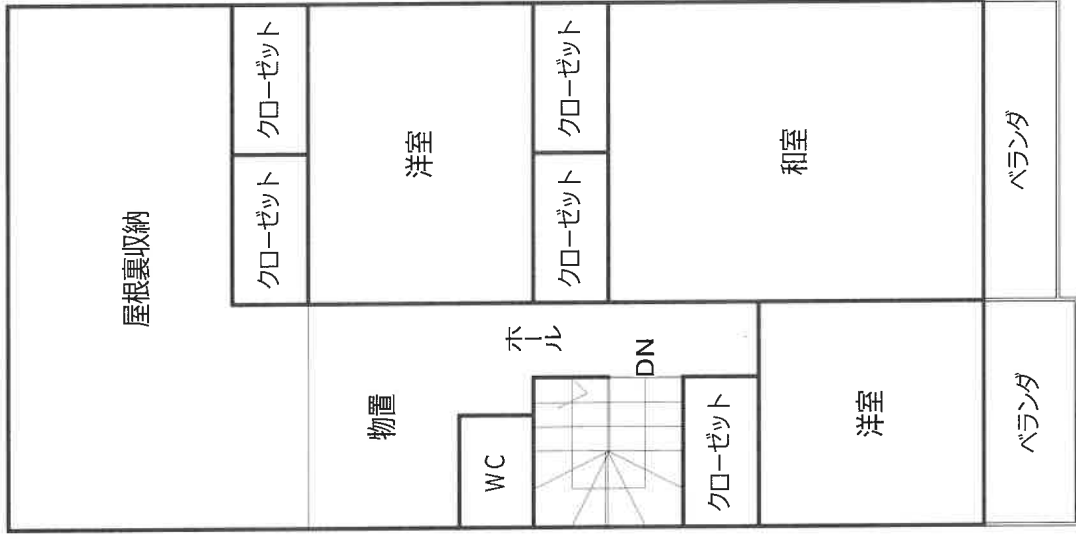 屋根裏収納
クローゼット
クローゼット
洋室
クローゼット
クローゼット
和室
ベランダ
物置
ホール
WC
DN
クローゼット
洋室
ベランダ